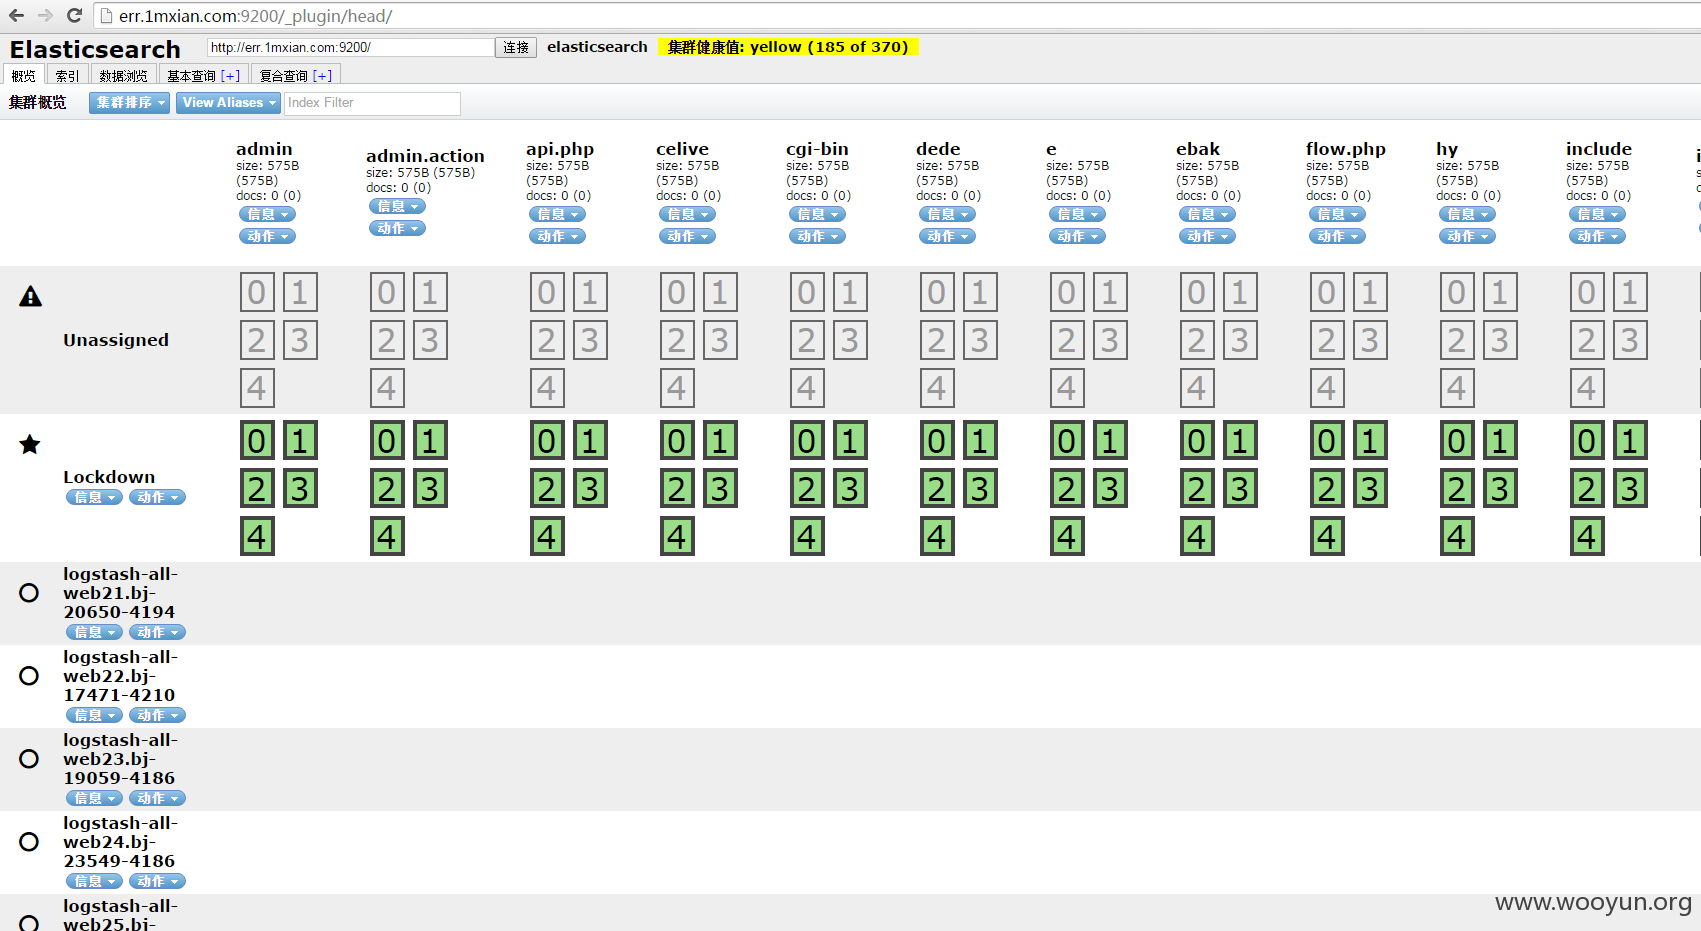 err.1mxian.com:9200/_plugin/head/
Elasticsearch
http://err.1mxian.com:9200/
连接
elasticsearch
集群健康值: yellow (185 of 370)
概览
索引
数据浏览
基本查询 [+]
复合查询 [+]
集群概览
集群排序
View Aliases
Index Filter
admin
size: 575B
(575B)
docs: 0 (0)
信息
动作
admin.action
size: 575B (575B)
docs: 0 (0)
信息
动作
api.php
size: 575B
(575B)
docs: 0 (0)
信息
动作
celive
size: 575B
(575B)
docs: 0 (0)
信息
动作
cgi-bin
size: 575B
(575B)
docs: 0 (0)
信息
动作
dede
size: 575B
(575B)
docs: 0 (0)
信息
动作
e
size: 575B
(575B)
docs: 0 (0)
信息
动作
ebak
size: 575B
(575B)
docs: 0 (0)
信息
动作
flow.php
size: 575B
(575B)
docs: 0 (0)
信息
动作
hy
size: 575B
(575B)
docs: 0 (0)
信息
动作
include
size: 575B
(575B)
docs: 0 (0)
信息
动作
Unassigned
0 1 0 1 0 1 0 1 0 1 0 1 0 1 0 1 0 1 0 1 0 1
2 3 2 3 2 3 2 3 2 3 2 3 2 3 2 3 2 3 2 3 2 3
4 4 4 4 4 4 4 4 4 4 4
Lockdown
信息 动作
0 1 0 1 0 1 0 1 0 1 0 1 0 1 0 1 0 1 0 1 0 1
2 3 2 3 2 3 2 3 2 3 2 3 2 3 2 3 2 3 2 3 2 3
4 4 4 4 4 4 4 4 4 4 4
logstash-all-
web21.bj-
20650-4194
信息 动作
logstash-all-
web22.bj-
17471-4210
信息 动作
logstash-all-
web23.bj-
19059-4186
信息 动作
logstash-all-
web24.bj-
23549-4186
信息 动作
logstash-all-
web25.bj-
www.wooyun.org